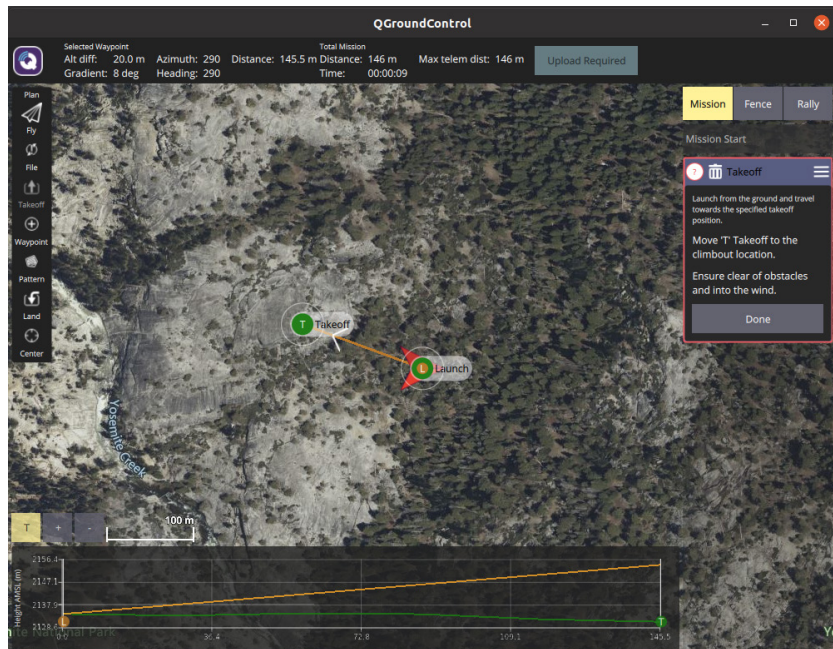 QGroundControl
Selected Waypoint
Alt diff: 20.0 m Azimuth: 290 Distance: 145.5 m
Gradient: 8 deg Heading: 290
Total Mission
Distance: 146 m Max telem dist: 146 m
Time: 00:00:09
Upload Required
Plan
Fly
File
Takeoff
Waypoint
Pattern
Land
Center
Mission Fence Rally
Mission Start
? Takeoff
Launch from the ground and travel
towards the specified takeoff
position.
Move 'T' Takeoff to the
climbout location.
Ensure clear of obstacles
and into the wind.
Done
T Takeoff
L Launch
Yosemite Creek
T + -
100 m
Height AMSL (m)
2156.4
2147.1
2137.9
2128.6
L
T
0.0 36.4 72.8 109.1 145.5
ite National Park
Yo